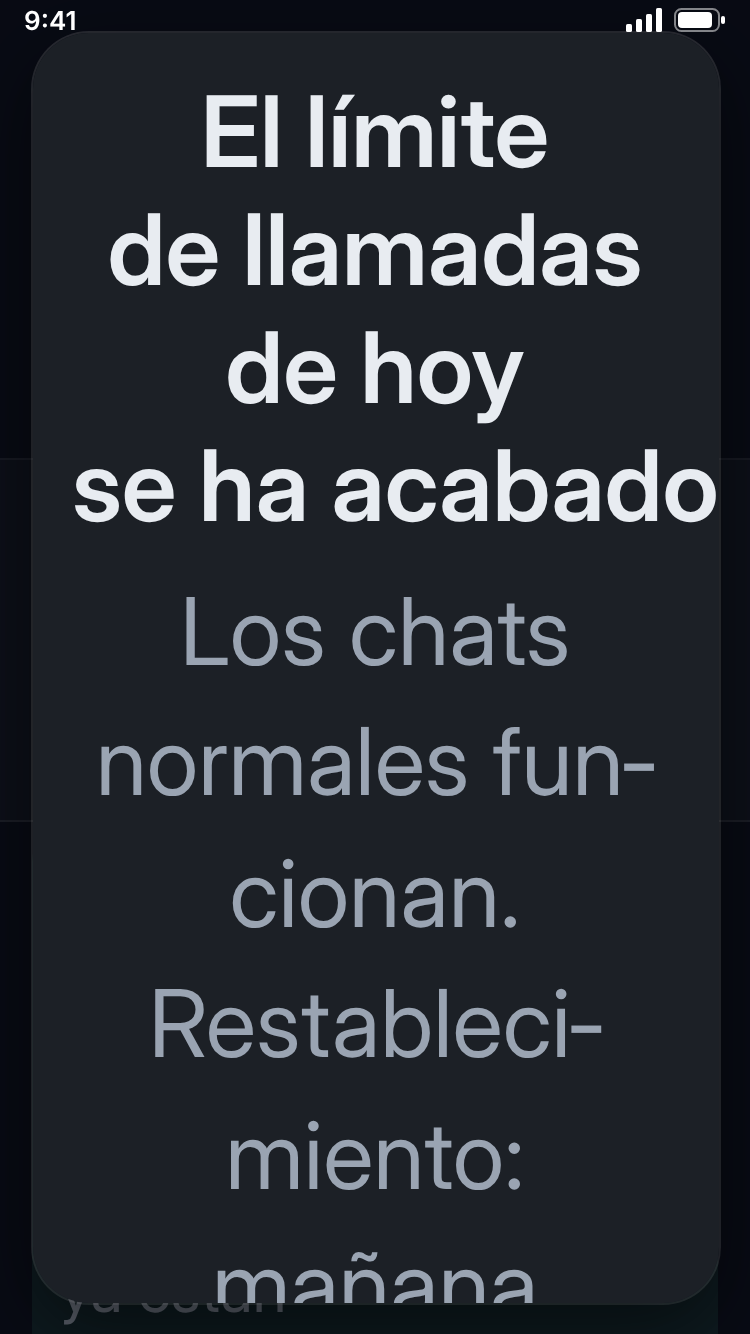 9:41
El límite
de llamadas
de hoy
se ha acabado
Los chats
normales fun-
cionan.
Restableci-
miento:
mañana